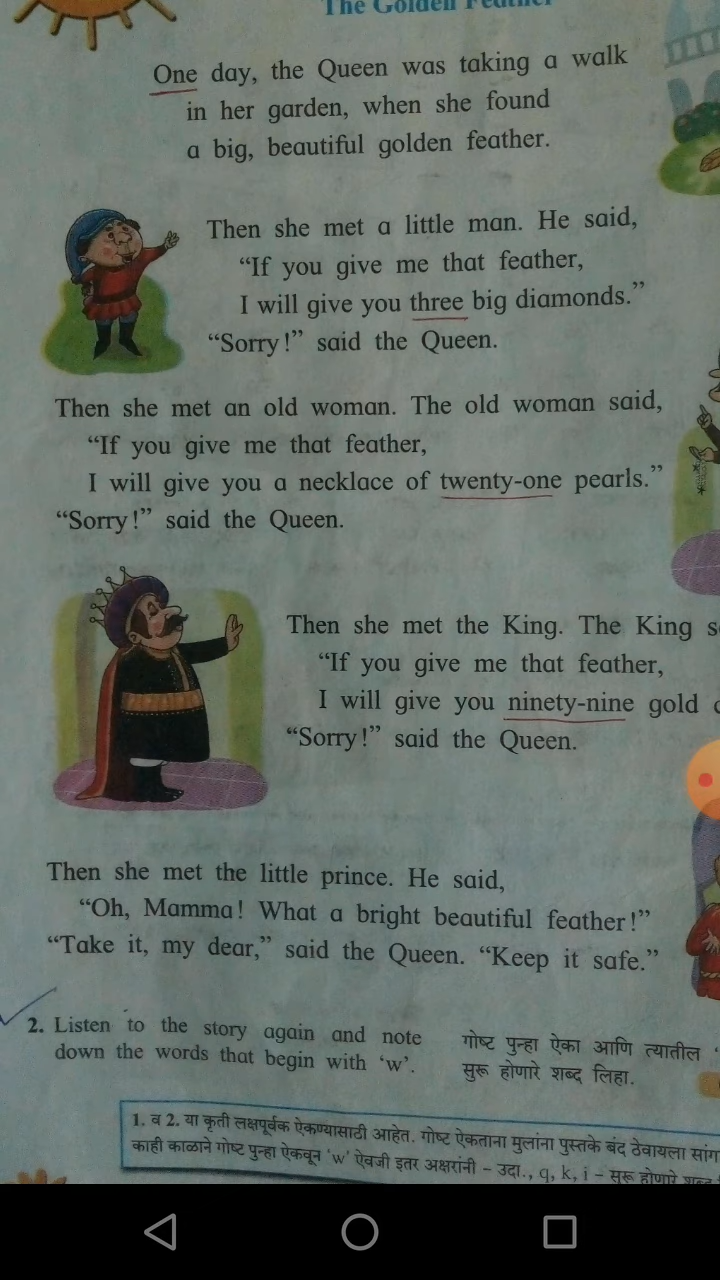 The Golden Feather
One day, the Queen was taking a walk
in her garden, when she found
a big, beautiful golden feather.
Then she met a little man. He said,
“If you give me that feather,
I will give you three big diamonds.”
“Sorry!” said the Queen.
Then she met an old woman. The old woman said,
“If you give me that feather,
I will give you a necklace of twenty-one pearls.”
“Sorry!” said the Queen.
Then she met the King. The King
“If you give me that feather,
I will give you ninety-nine gold
“Sorry!” said the Queen.
Then she met the little prince. He said,
“Oh, Mamma! What a bright beautiful feather!”
“Take it, my dear,” said the Queen. “Keep it safe.”
2. Listen to the story again and note
down the words that begin with ‘w’.
गोष्ट पुन्हा ऐका आणि त्यातील
सुरू होणारे शब्द लिहा.
1. व 2. या कृती लक्षपूर्वक ऐकण्यासाठी आहेत. गोष्ट ऐकताना मुलांना पुस्तके बंद ठेवायला
काही काळाने गोष्ट पुन्हा ऐकवून ‘w’ ऐवजी इतर अक्षरांनी – उदा., q, k, i – सुरू होणारे शब्द